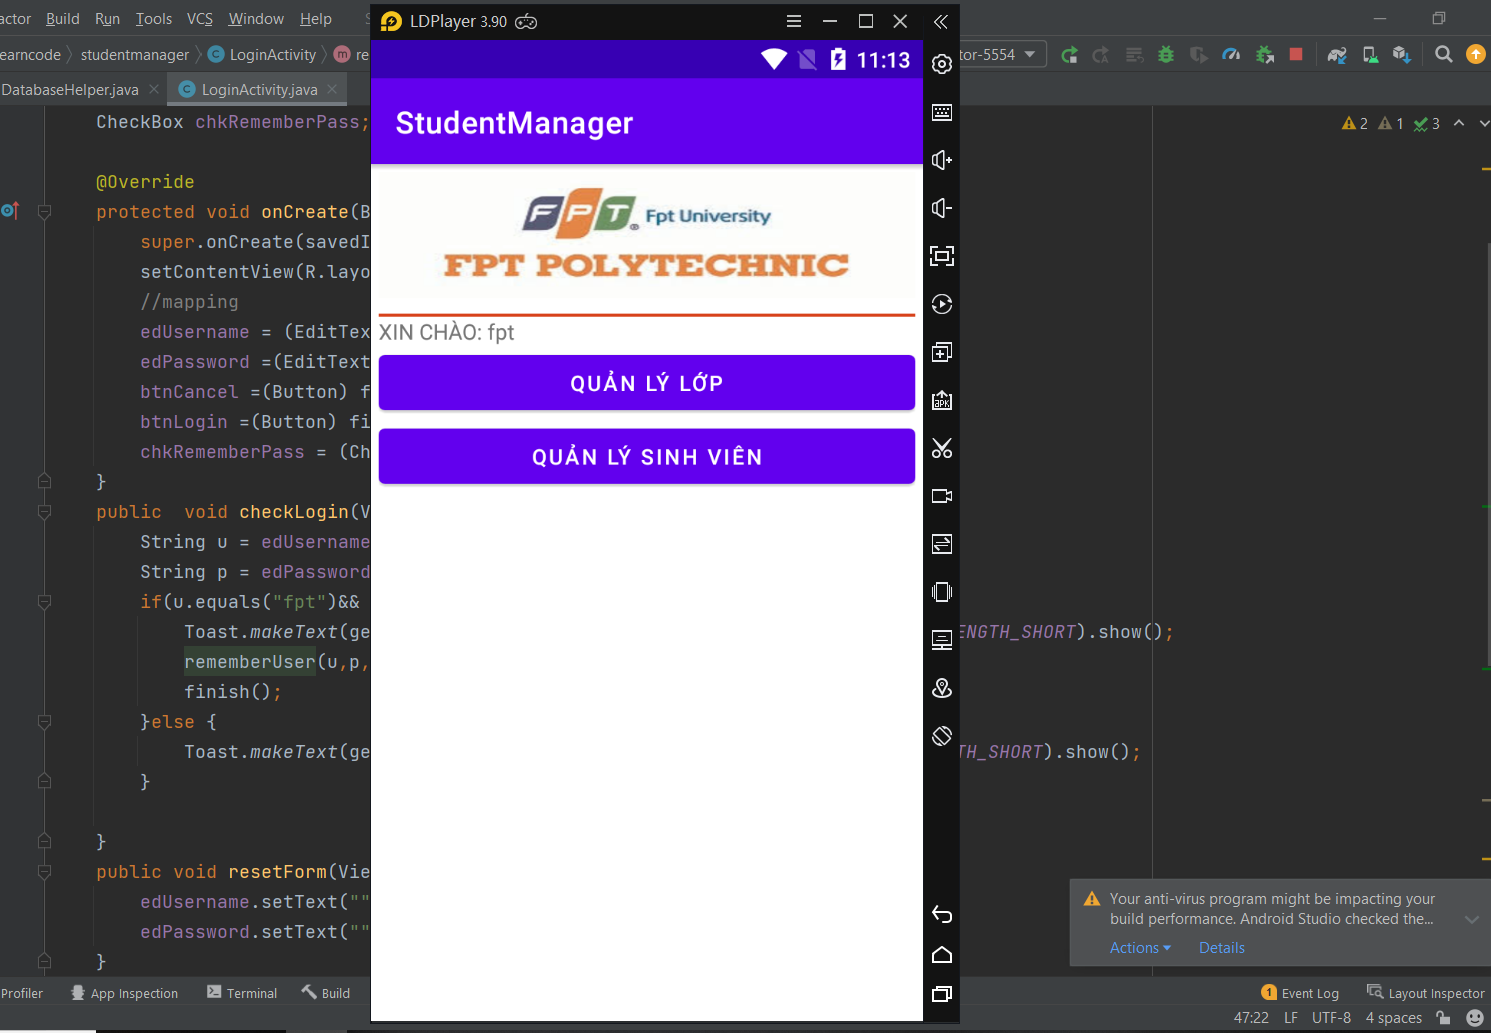 actor Build Run Tools VCS Window Help
LDPlayer 3.90
earncode studentmanager LoginActivity re
tor-5554
DatabaseHelper.java LoginActivity.java
2 1 3
CheckBox chkRememberPass;
@Override
protected void onCreate(B
super.onCreate(savedI
setContentView(R.layo
//mapping
edUsername = (EditTex
edPassword =(EditText
btnCancel =(Button) f
btnLogin =(Button) fi
chkRememberPass = (Ch
}
public void checkLogin(V
String u = edUsername
String p = edPassword
if(u.equals("fpt")&&
Toast.makeText(ge
ENGTH_SHORT).show();
rememberUser(u,p,
finish();
}else {
Toast.makeText(ge
TH_SHORT).show();
}
}
public void resetForm(Vie
edUsername.setText(""
edPassword.setText(""
}
11:13
StudentManager
FPT Fpt University
FPT POLYTECHNIC
XIN CHÀO: fpt
QUẢN LÝ LỚP
QUẢN LÝ SINH VIÊN
APK
Your anti-virus program might be impacting your
build performance. Android Studio checked the...
Actions Details
Profiler App Inspection Terminal Build
1 Event Log Layout Inspector
47:22 LF UTF-8 4 spaces